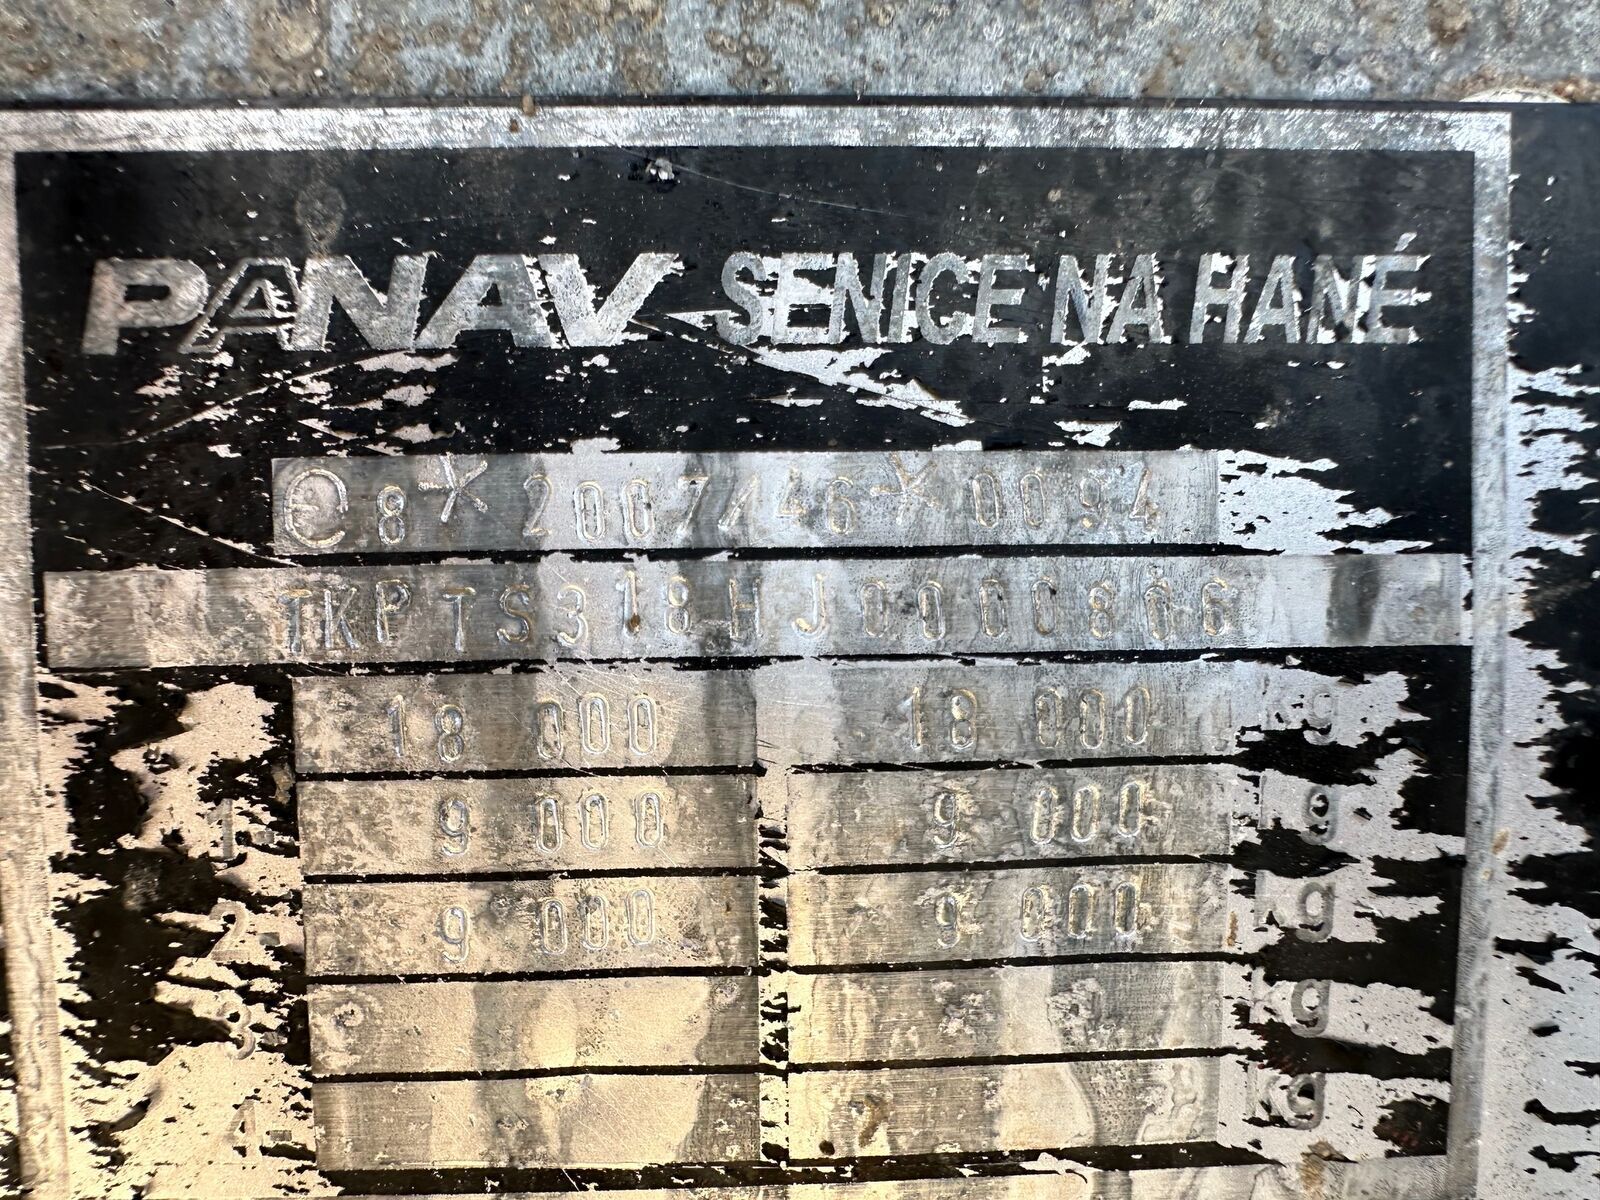 PANAV SENICE NA HANÉ
e8*2007/46*0094
TKPTS318HJ0000806
18 000 18 000 kg
1- 9 000 9 000 kg
2- 9 000 9 000 kg
3- kg
4- kg